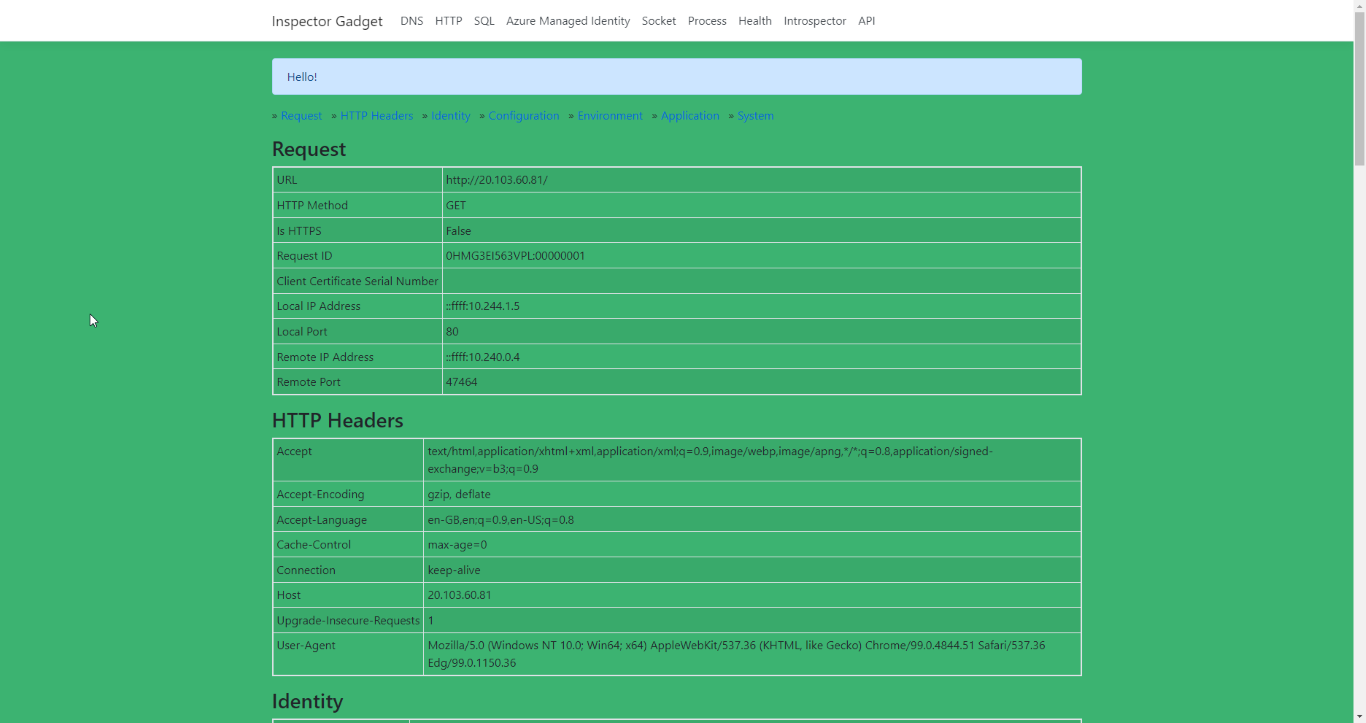 Inspector Gadget DNS HTTP SQL Azure Managed Identity Socket Process Health Introspector API
Hello!
» Request » HTTP Headers » Identity » Configuration » Environment » Application » System
Request
URL http://20.103.60.81/
HTTP Method GET
Is HTTPS False
Request ID 0HMG3EI563VPL:00000001
Client Certificate Serial Number
Local IP Address ::ffff:10.244.1.5
Local Port 80
Remote IP Address ::ffff:10.240.0.4
Remote Port 47464
HTTP Headers
Accept text/html,application/xhtml+xml,application/xml;q=0.9,image/webp,image/apng,*/*;q=0.8,application/signed-
exchange;v=b3;q=0.9
Accept-Encoding gzip, deflate
Accept-Language en-GB,en;q=0.9,en-US;q=0.8
Cache-Control max-age=0
Connection keep-alive
Host 20.103.60.81
Upgrade-Insecure-Requests 1
User-Agent Mozilla/5.0 (Windows NT 10.0; Win64; x64) AppleWebKit/537.36 (KHTML, like Gecko) Chrome/99.0.4844.51 Safari/537.36
Edg/99.0.1150.36
Identity